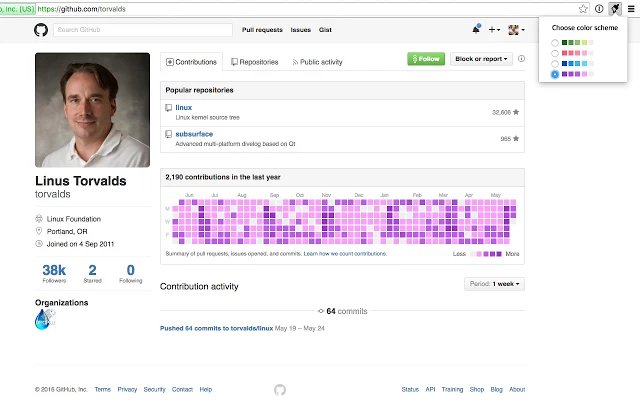 , Inc. [US] https://github.com/torvalds
Choose color scheme
Search GitHub
Pull requests Issues Gist
Contributions Repositories Public activity
Follow Block or report
Popular repositories
linux
Linux kernel source tree
32,606
subsurface
Advanced multi-platform divelog based on Qt
965
Linus Torvalds
torvalds
Linux Foundation
Portland, OR
Joined on 4 Sep 2011
38k 2 0
Followers Starred Following
Organizations
2,190 contributions in the last year
Jun Jul Aug Sep Oct Nov Dec Jan Feb Mar Apr May
M
W
F
Summary of pull requests, issues opened, and commits. Learn how we count contributions.
Less More
Contribution activity
Period: 1 week
64 commits
Pushed 64 commits to torvalds/linux May 19 – May 24
© 2016 GitHub, Inc. Terms Privacy Security Contact Help
Status API Training Shop Blog About